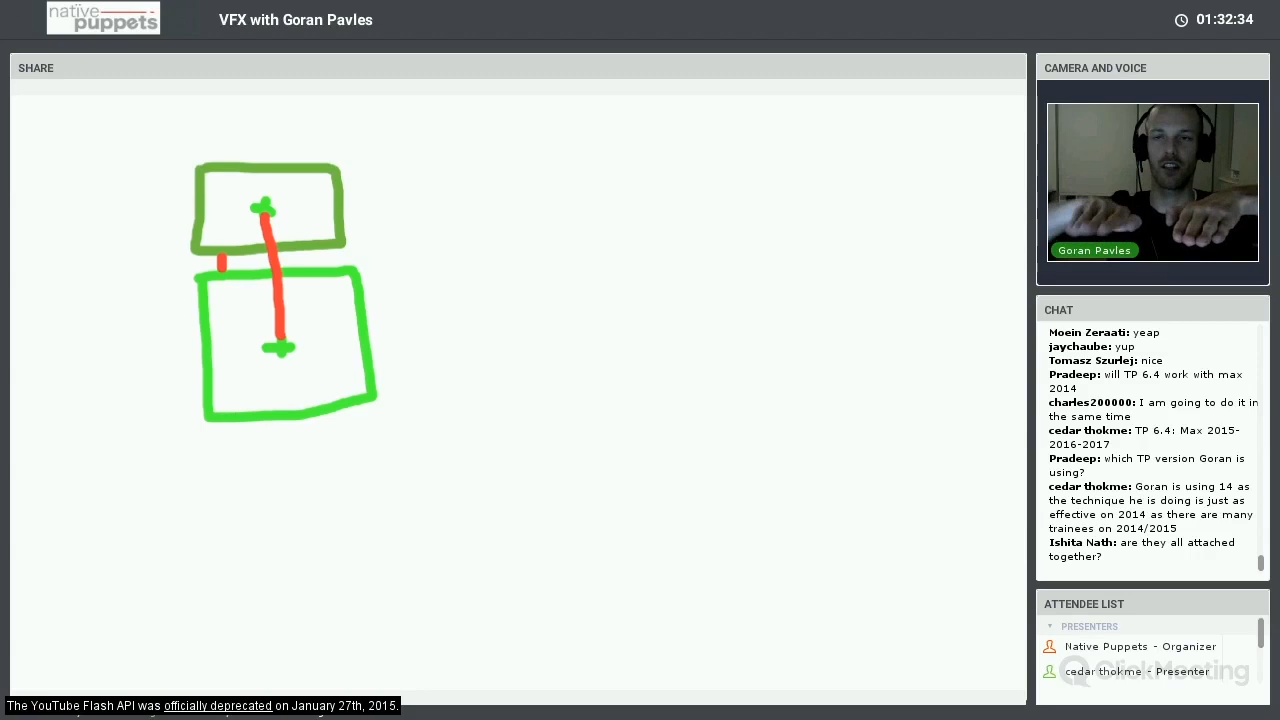 native
puppets
VFX with Goran Pavles
01:32:34
SHARE
CAMERA AND VOICE
Goran Pavles
CHAT
Moein Zeraati: yeap
jaychaube: yup
Tomasz Szurlej: nice
Pradeep: will TP 6.4 work with max
2014
charles200000: I am going to do it in
the same time
cedar thokme: TP 6.4: Max 2015-
2016-2017
Pradeep: which TP version Goran is
using?
cedar thokme: Goran is using 14 as
the technique he is doing is just as
effective on 2014 as there are many
trainees on 2014/2015
Ishita Nath: are they all attached
together?
ATTENDEE LIST
PRESENTERS
Native Puppets - Organizer
cedar thokme - Presenter
ClickMeeting
The YouTube Flash API was officially deprecated on January 27th, 2015.